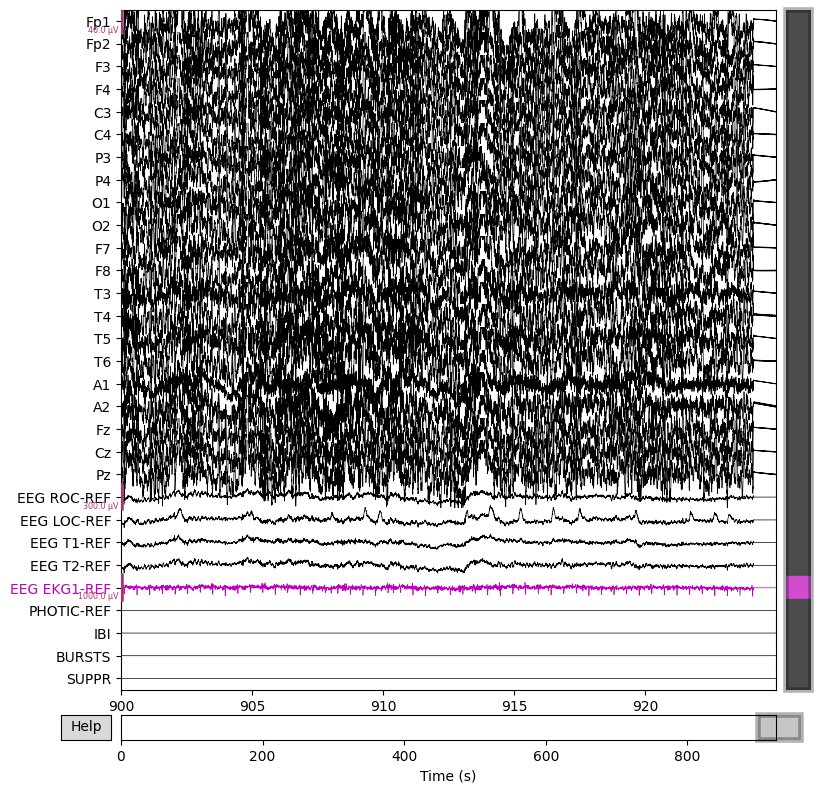 Fp1
40.0 µV
Fp2
F3
F4
C3
C4
P3
P4
O1
O2
F7
F8
T3
T4
T5
T6
A1
A2
Fz
Cz
Pz
EEG ROC-REF
300.0 µV
EEG LOC-REF
EEG T1-REF
EEG T2-REF
EEG EKG1-REF
1000.0 µV
PHOTIC-REF
IBI
BURSTS
SUPPR
900 905 910 915 920
Help
0 200 400 600 800
Time (s)